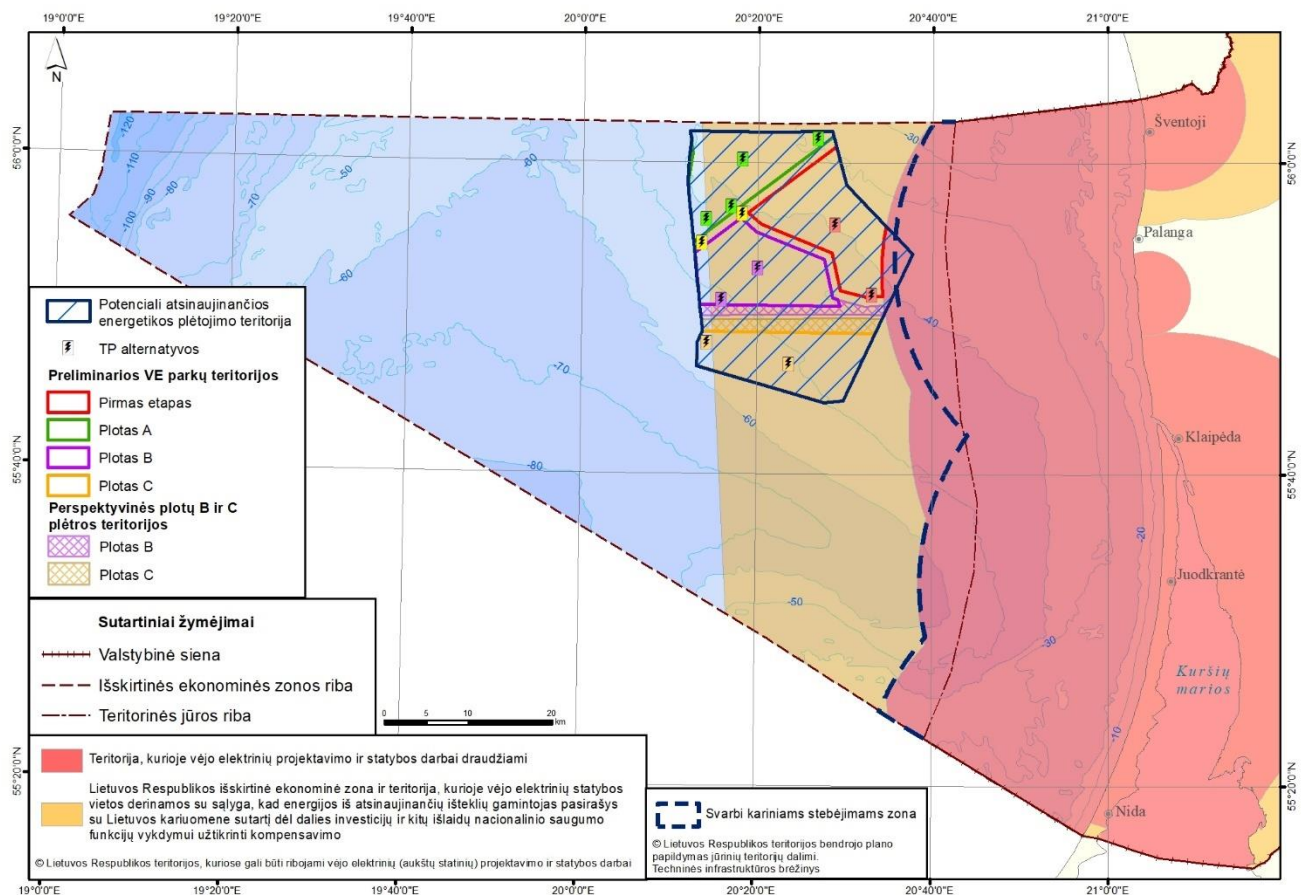 19°0'0"E
19°20'0"E
19°40'0"E
20°0'0"E
20°20'0"E
20°40'0"E
21°0'0"E
N
56°0'0"N
56°0'0"N
55°40'0"N
55°40'0"N
55°20'0"N
55°20'0"N
-120
-110
-100
-90
-80
-70
-50
-60
-60
-70
-80
-60
-50
-30
-40
-20
-30
-10
Šventoji
Palanga
Klaipėda
Juodkrantė
Kuršių
marios
Nida
Potenciali atsinaujinančios
energetikos plėtojimo teritorija
TP alternatyvos
Preliminarios VE parkų teritorijos
Pirmas etapas
Plotas A
Plotas B
Plotas C
Perspektyvinės plotų B ir C
plėtros teritorijos
Plotas B
Plotas C
Sutartiniai žymėjimai
Valstybinė siena
Išskirtinės ekonominės zonos riba
Teritorinės jūros riba
0 5 10 20
km
Teritorija, kurioje vėjo elektrinių projektavimo ir statybos darbai draudžiami
Lietuvos Respublikos išskirtinė ekonominė zona ir teritorija, kurioje vėjo elektrinių statybos
vietos derinamos su sąlyga, kad energijos iš atsinaujinančių išteklių gamintojas pasirašys
su Lietuvos kariuomene sutartį dėl dalies investicijų ir kitų išlaidų nacionalinio saugumo
funkcijų vykdymui užtikrinti kompensavimo
© Lietuvos Respublikos teritorijos, kuriose gali būti ribojami vėjo elektrinių (aukštų statinių) projektavimo ir statybos darbai
Svarbi kariniams stebėjimams zona
© Lietuvos Respublikos teritorijos bendrojo plano
papildymas jūrinių teritorijų dalimi.
Techninės infrastruktūros brėžinys
19°0'0"E
19°20'0"E
19°40'0"E
20°0'0"E
20°20'0"E
20°40'0"E
21°0'0"E